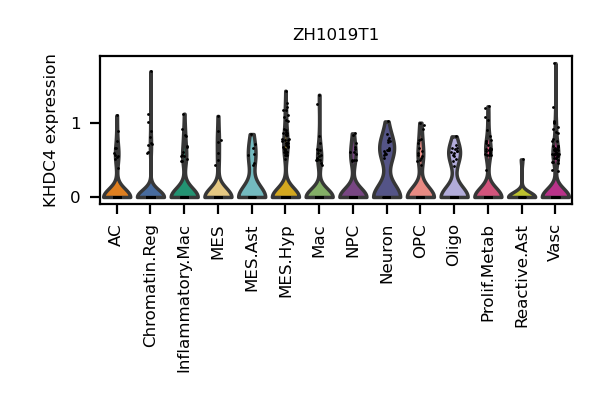 ZH1019T1
KHDC4 expression
1
0
AC
Chromatin.Reg
Inflammatory.Mac
MES
MES.Ast
MES.Hyp
Mac
NPC
Neuron
OPC
Oligo
Prolif.Metab
Reactive.Ast
Vasc